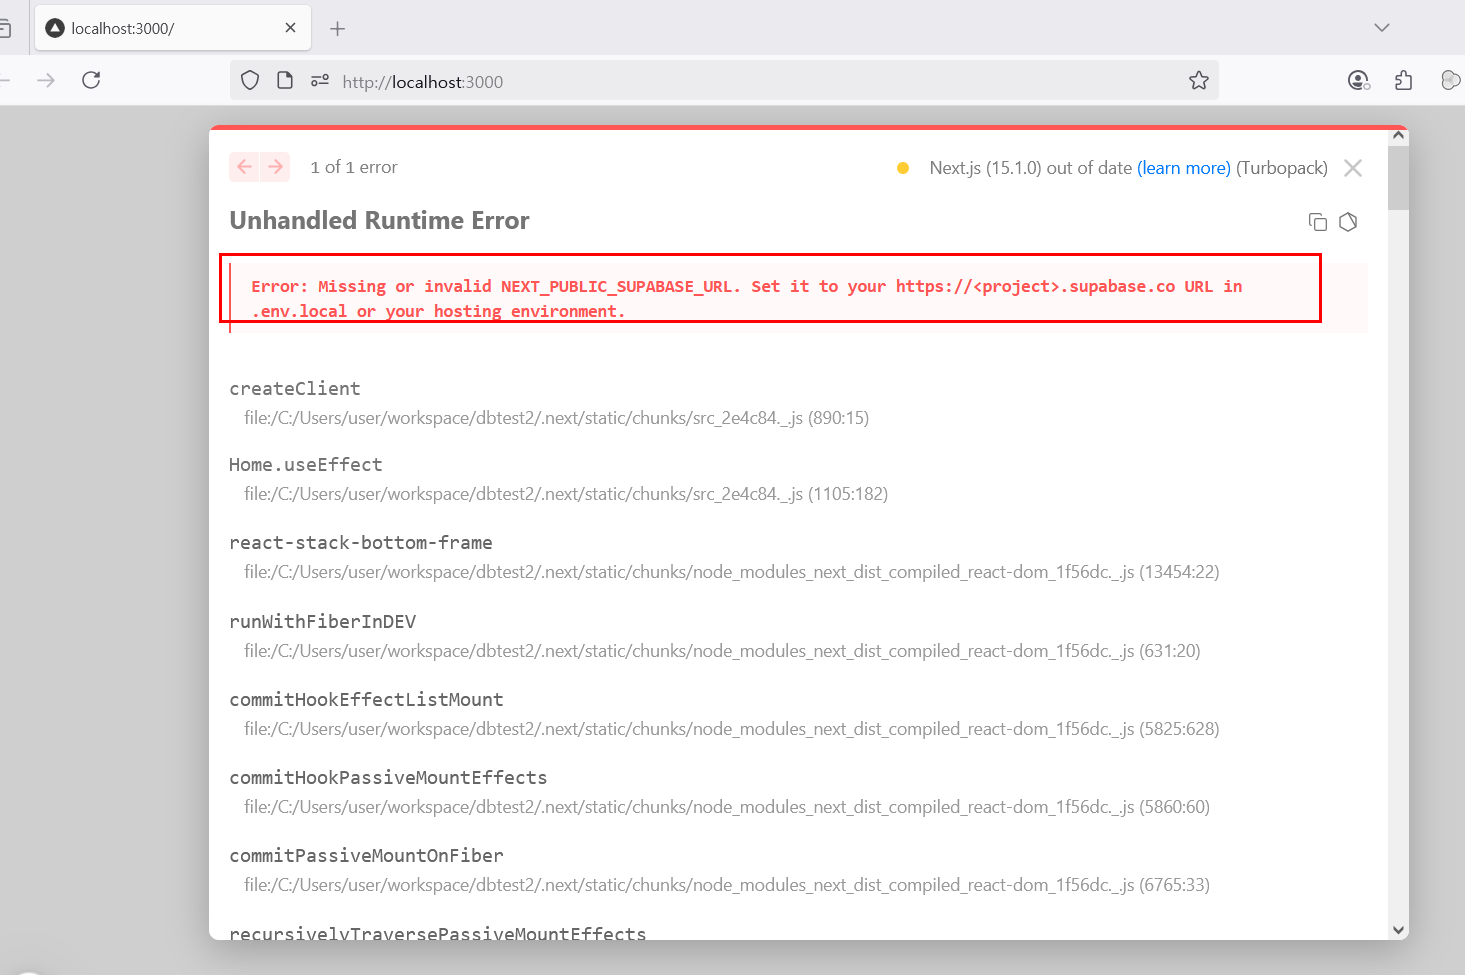 localhost:3000/
http://localhost:3000
1 of 1 error
Next.js (15.1.0) out of date (learn more) (Turbopack)
Unhandled Runtime Error
Error: Missing or invalid NEXT_PUBLIC_SUPABASE_URL. Set it to your https://<project>.supabase.co URL in
.env.local or your hosting environment.
createClient
file:/C:/Users/user/workspace/dbtest2/.next/static/chunks/src_2e4c84._.js (890:15)
Home.useEffect
file:/C:/Users/user/workspace/dbtest2/.next/static/chunks/src_2e4c84._.js (1105:182)
react-stack-bottom-frame
file:/C:/Users/user/workspace/dbtest2/.next/static/chunks/node_modules_next_dist_compiled_react-dom_1f56dc._.js (13454:22)
runWithFiberInDEV
file:/C:/Users/user/workspace/dbtest2/.next/static/chunks/node_modules_next_dist_compiled_react-dom_1f56dc._.js (631:20)
commitHookEffectListMount
file:/C:/Users/user/workspace/dbtest2/.next/static/chunks/node_modules_next_dist_compiled_react-dom_1f56dc._.js (5825:628)
commitHookPassiveMountEffects
file:/C:/Users/user/workspace/dbtest2/.next/static/chunks/node_modules_next_dist_compiled_react-dom_1f56dc._.js (5860:60)
commitPassiveMountOnFiber
file:/C:/Users/user/workspace/dbtest2/.next/static/chunks/node_modules_next_dist_compiled_react-dom_1f56dc._.js (6765:33)
recursivelyTraversePassiveMountEffects